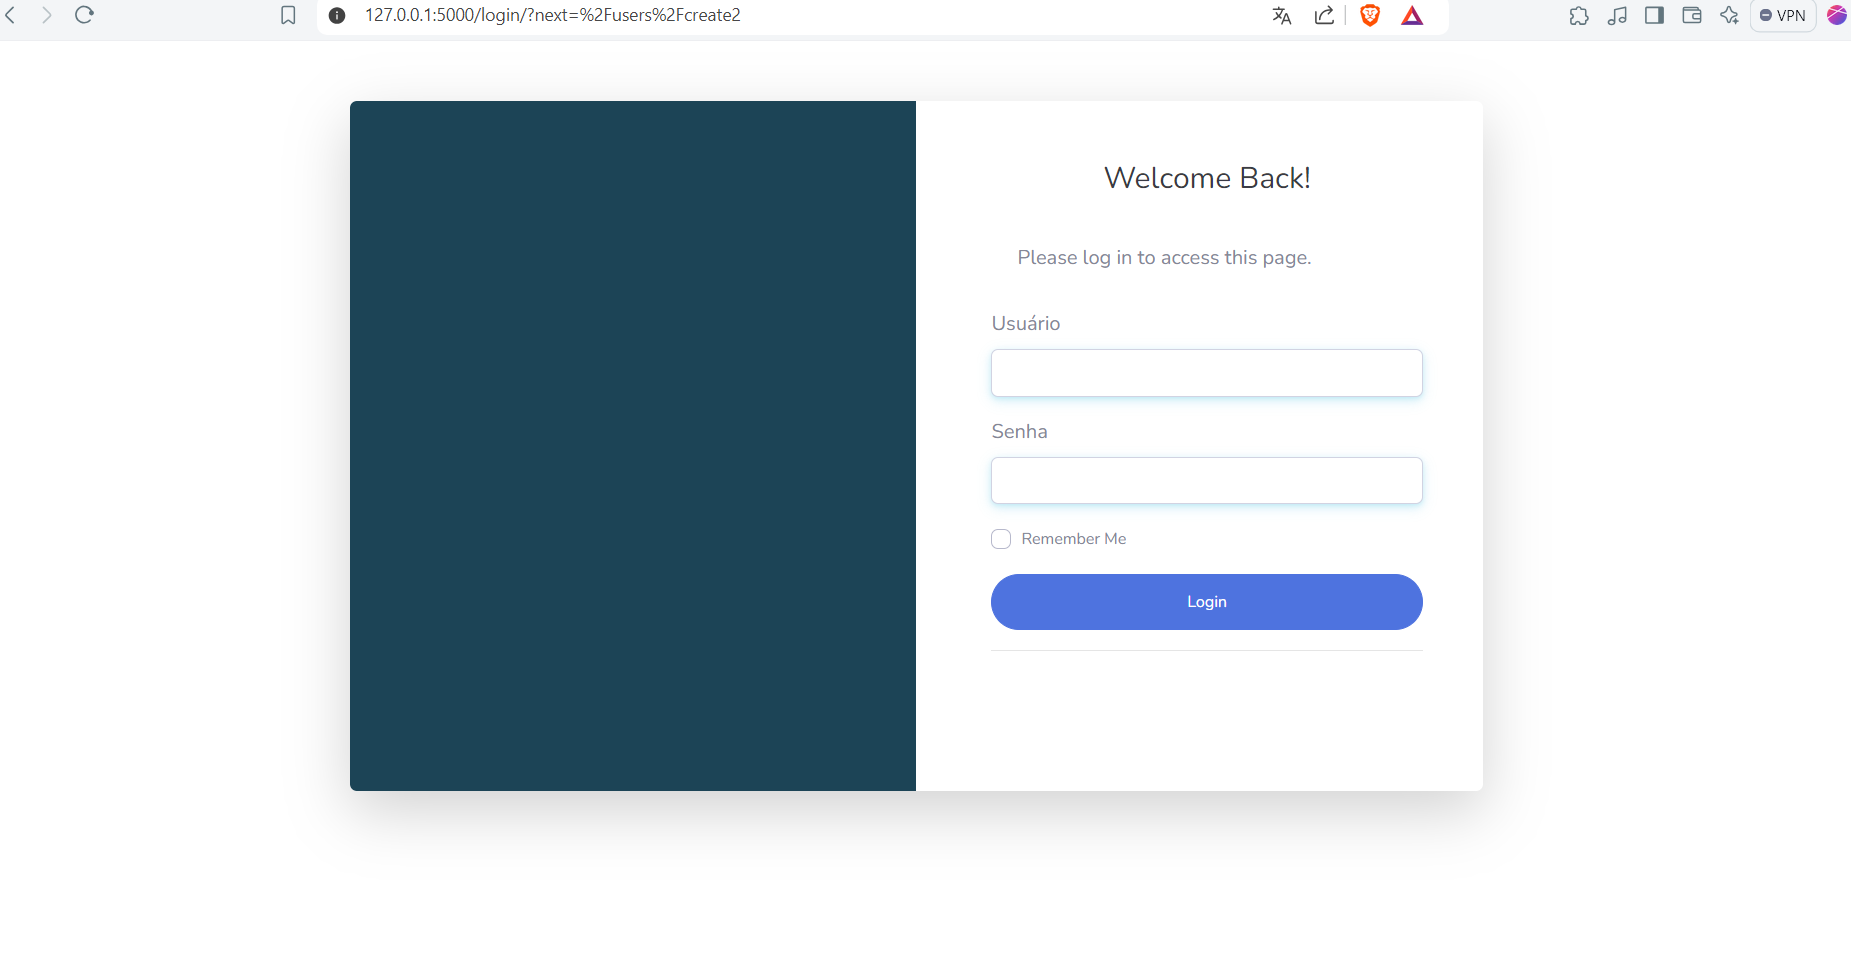 127.0.0.1:5000/login/?next=%2Fusers%2Fcreate2
VPN
Welcome Back!
Please log in to access this page.
Usuário
Senha
Remember Me
Login